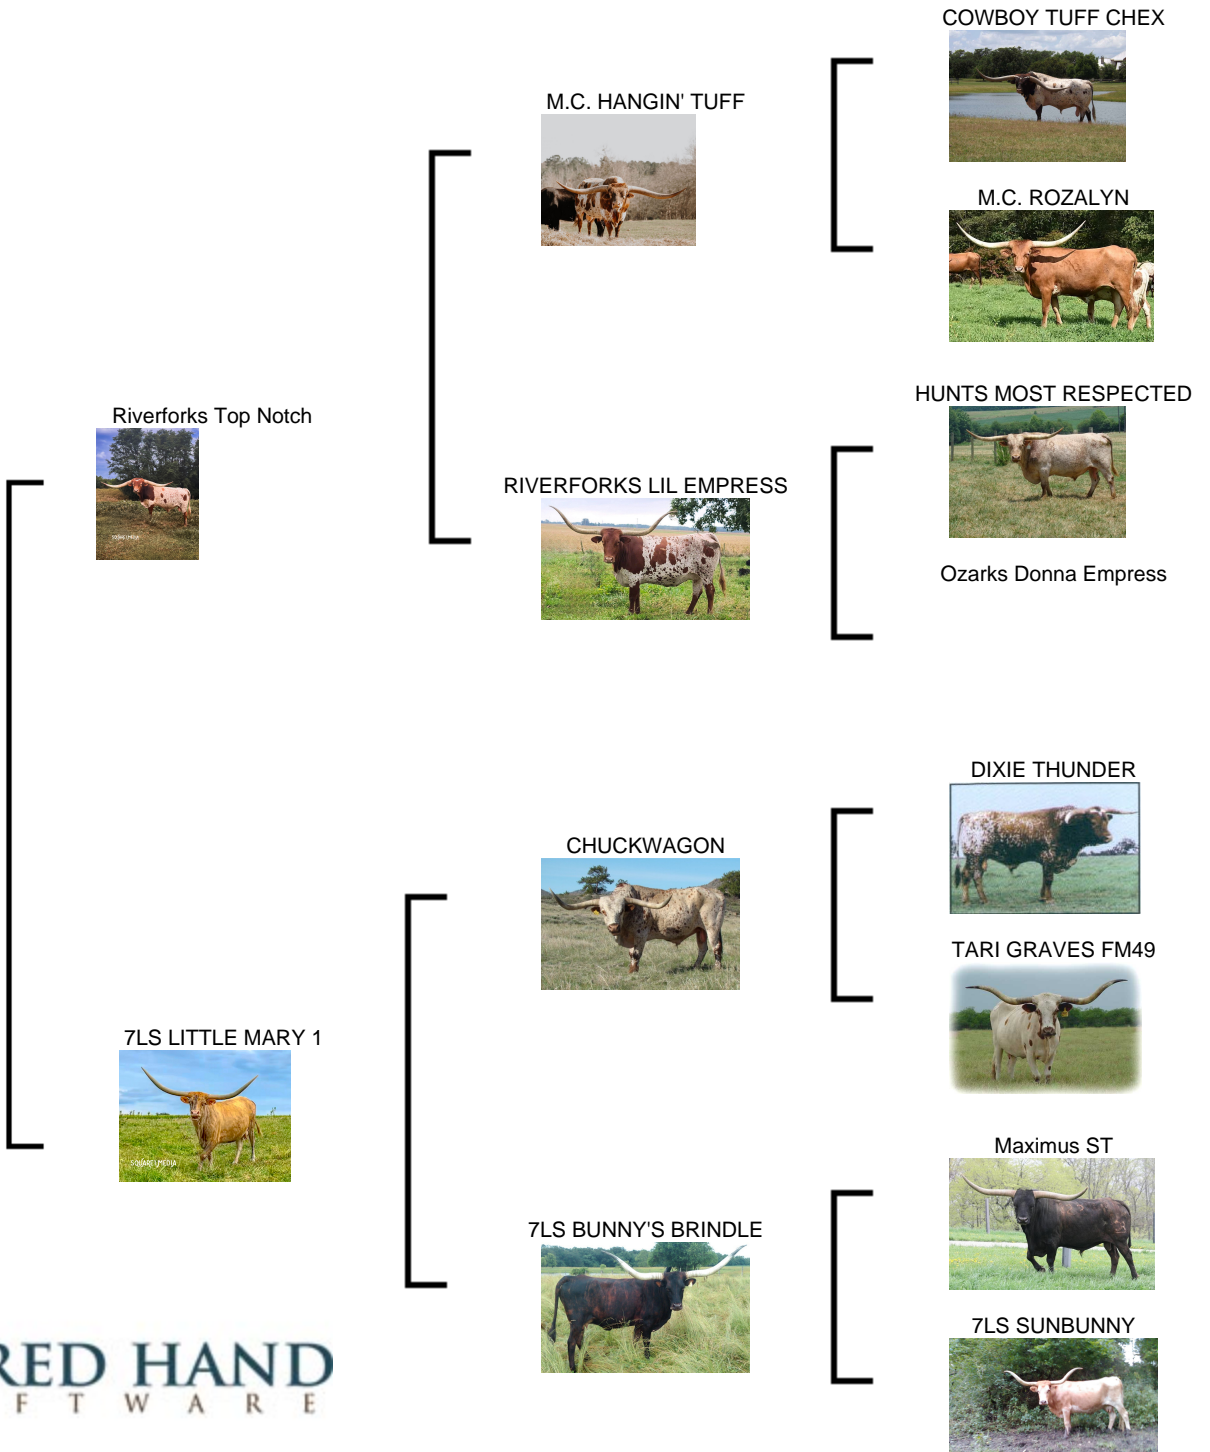 COWBOY TUFF CHEX
M.C. HANGIN' TUFF
M.C. ROZALYN
HUNTS MOST RESPECTED
Riverforks Top Notch
RIVERFORKS LIL EMPRESS
Ozarks Donna Empress
DIXIE THUNDER
CHUCKWAGON
TARI GRAVES FM49
7LS LITTLE MARY 1
SQUARE1MEDIA
Maximus ST
7LS BUNNY'S BRINDLE
7LS SUNBUNNY
RED HAND
F T W A R E